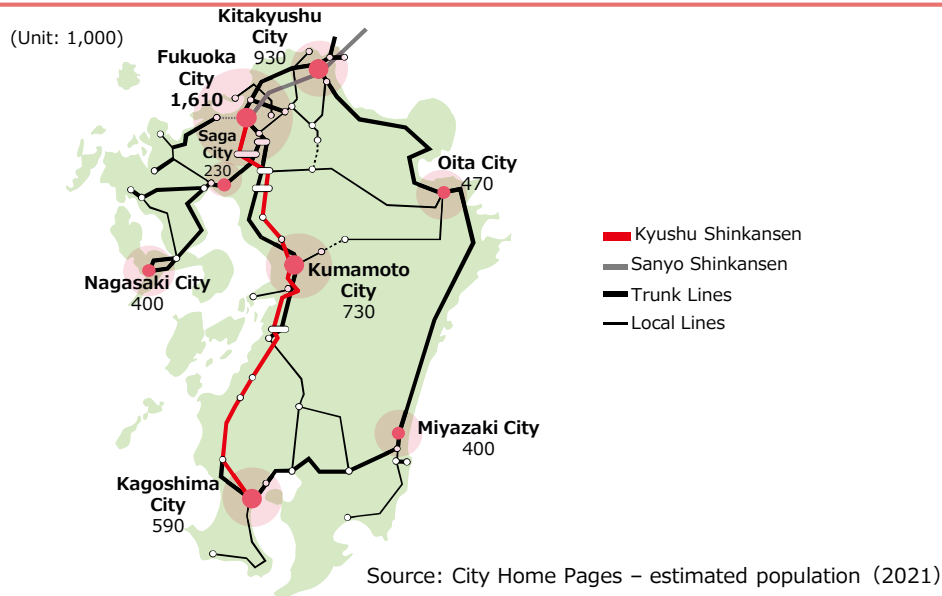 (Unit: 1,000)
Kitakyushu
City
930
Fukuoka
City
1,610
Saga
City
230
Oita City
470
Nagasaki City
400
Kumamoto
City
730
Miyazaki City
400
Kagoshima
City
590
Kyushu Shinkansen
Sanyo Shinkansen
Trunk Lines
Local Lines
Source: City Home Pages – estimated population（2021）